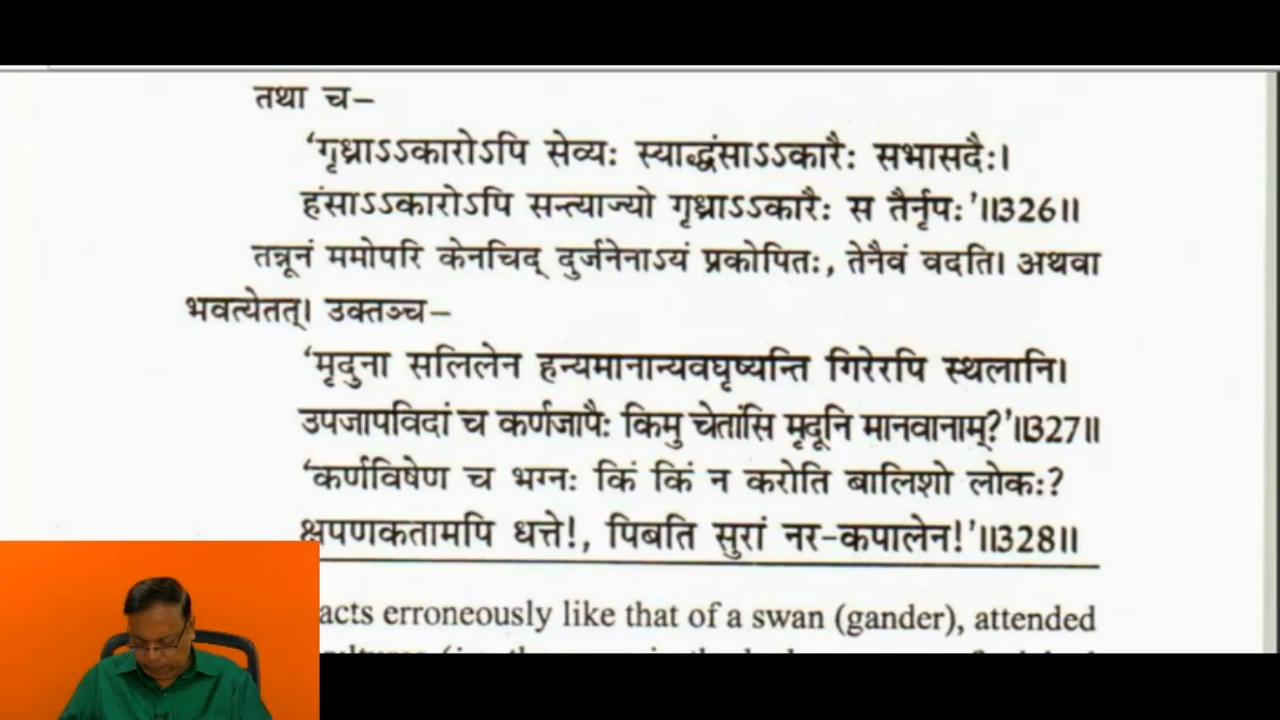 तथा च–
‘गृध्राऽऽकारोऽपि सेव्यः स्याद्धंसाऽऽकारैः सभासदैः।
हंसाऽऽकारोऽपि सन्त्याज्यो गृध्राऽऽकारैः स तैर्नृपः’॥326॥
तन्नूनं ममोपरि केनचिद् दुर्जनेनाऽयं प्रकोपितः, तेनैवं वदति। अथवा
भवत्येतत्। उक्तञ्च–
‘मृदुना सलिलेन हन्यमानान्यवघृष्यन्ति गिरेरपि स्थलानि।
उपजापविदां च कर्णजापैः किमु चेतांसि मृदूनि मानवानाम्?’॥327॥
‘कर्णविषेण च भग्नः किं किं न करोति बालिशो लोकः?
क्षपणकतामपि धत्ते!, पिबति सुरां नर-कपालेन!’॥328॥
acts erroneously like that of a swan (gander), attended